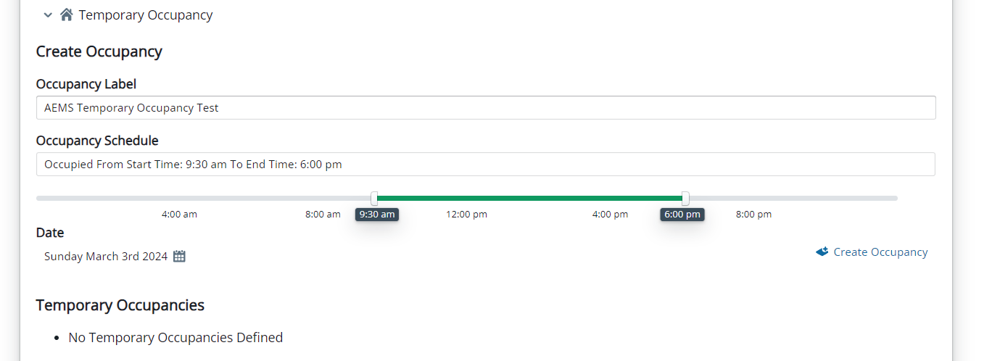 Temporary Occupancy
Create Occupancy
Occupancy Label
AEMS Temporary Occupancy Test
Occupancy Schedule
Occupied From Start Time: 9:30 am To End Time: 6:00 pm
4:00 am 8:00 am 9:30 am 12:00 pm 4:00 pm 6:00 pm 8:00 pm
Date
Sunday March 3rd 2024
Create Occupancy
Temporary Occupancies
No Temporary Occupancies Defined